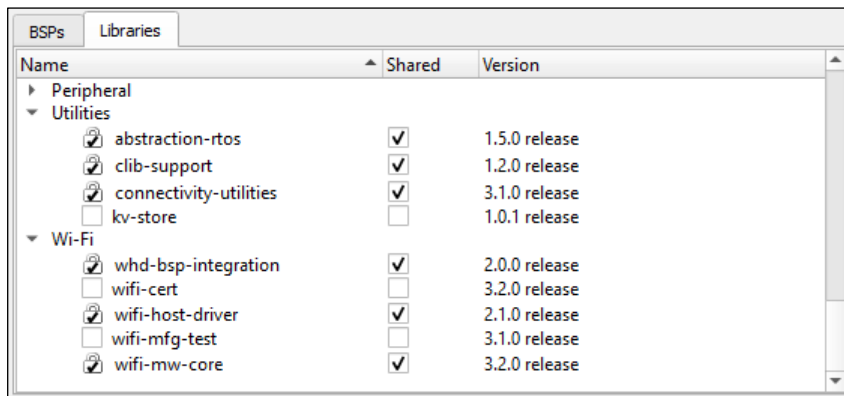 BSPs Libraries
Name Shared Version
Peripheral
Utilities
abstraction-rtos 1.5.0 release
clib-support 1.2.0 release
connectivity-utilities 3.1.0 release
kv-store 1.0.1 release
Wi-Fi
whd-bsp-integration 2.0.0 release
wifi-cert 3.2.0 release
wifi-host-driver 2.1.0 release
wifi-mfg-test 3.1.0 release
wifi-mw-core 3.2.0 release